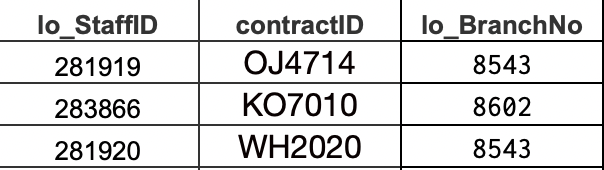 lo_StaffID contractID lo_BranchNo
281919 OJ4714 8543
283866 KO7010 8602
281920 WH2020 8543